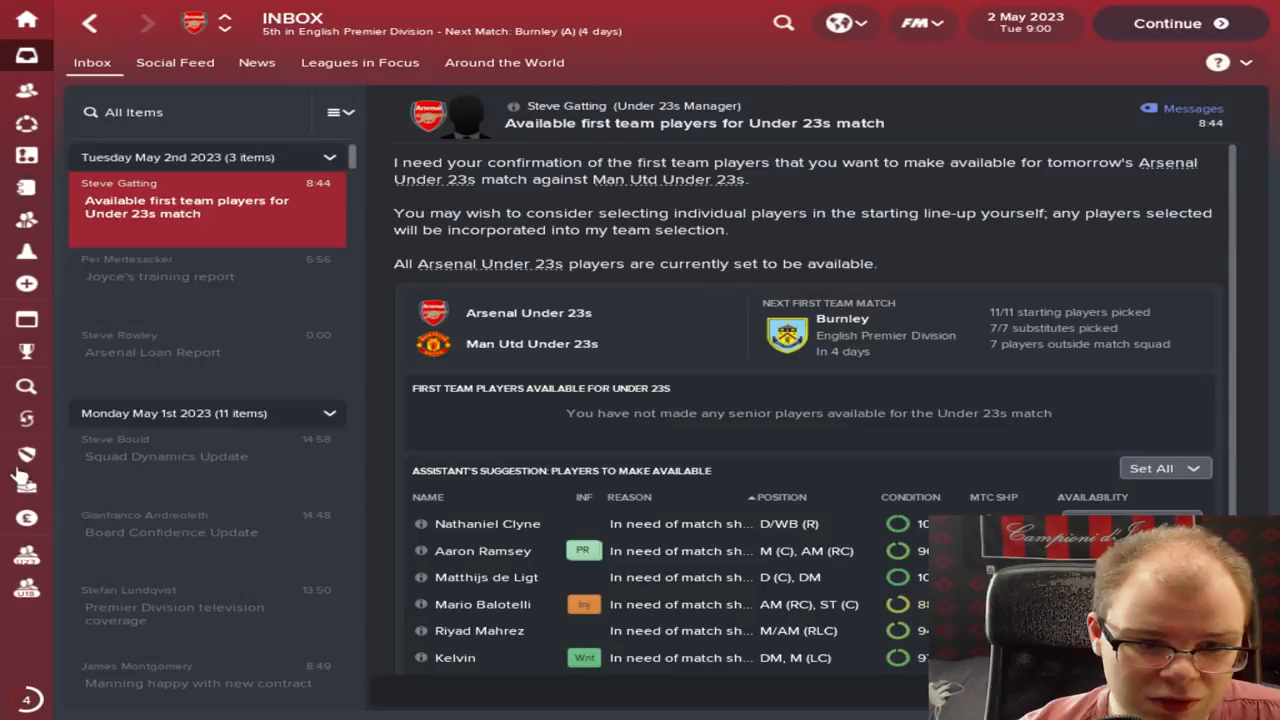 INBOX
5th in English Premier Division - Next Match: Burnley (A) (4 days)
FM
2 May 2023
Tue 9:00
Continue
Inbox
Social Feed
News
Leagues in Focus
Around the World
?
All Items
Tuesday May 2nd 2023 (3 items)
Steve Gatting 8:44
Available first team players for
Under 23s match
Per Mertesacker 6:56
Joyce's training report
Steve Rowley 0:00
Arsenal Loan Report
Monday May 1st 2023 (11 items)
Steve Bould 14:58
Squad Dynamics Update
Gianfranco Andreoletti 14:48
Board Confidence Update
Stefan Lundqvist 13:50
Premier Division television
coverage
James Montgomery 8:49
Manning happy with new contract
U23
U18
4
Steve Gatting (Under 23s Manager)
Available first team players for Under 23s match
Messages
8:44
I need your confirmation of the first team players that you want to make available for tomorrow's Arsenal
Under 23s match against Man Utd Under 23s.
You may wish to consider selecting individual players in the starting line-up yourself; any players selected
will be incorporated into my team selection.
All Arsenal Under 23s players are currently set to be available.
Arsenal Under 23s
Man Utd Under 23s
NEXT FIRST TEAM MATCH
Burnley
English Premier Division
In 4 days
11/11 starting players picked
7/7 substitutes picked
7 players outside match squad
FIRST TEAM PLAYERS AVAILABLE FOR UNDER 23S
You have not made any senior players available for the Under 23s match
ASSISTANT'S SUGGESTION: PLAYERS TO MAKE AVAILABLE
Set All
NAME INF REASON POSITION CONDITION MTC SHP AVAILABILITY
Nathaniel Clyne In need of match sh... D/WB (R)
Aaron Ramsey PR In need of match sh... M (C), AM (RC)
Matthijs de Ligt In need of match sh... D (C), DM
Mario Balotelli Inj In need of match sh... AM (RC), ST (C)
Riyad Mahrez In need of match sh... M/AM (RLC)
Kelvin Wnt In need of match sh... DM, M (LC)
Campioni d'